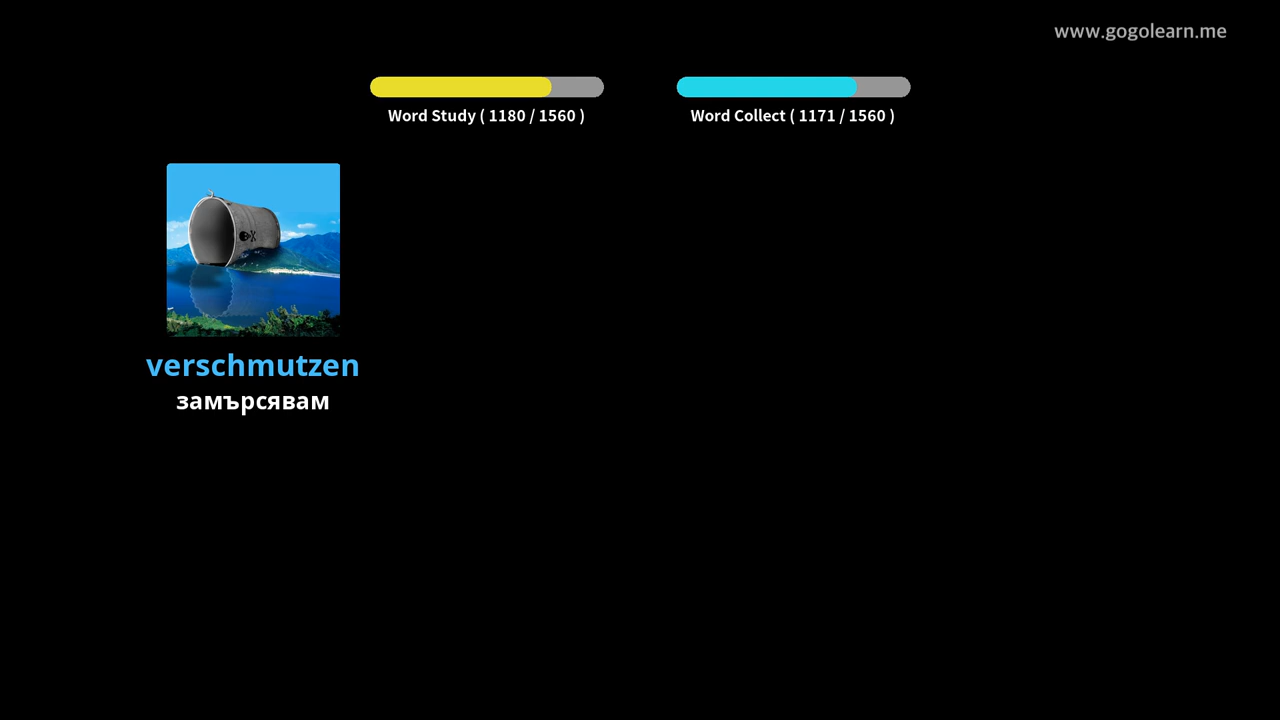 www.gogolearn.me
Word Study ( 1180 / 1560 )
Word Collect ( 1171 / 1560 )
verschmutzen
замърсявам